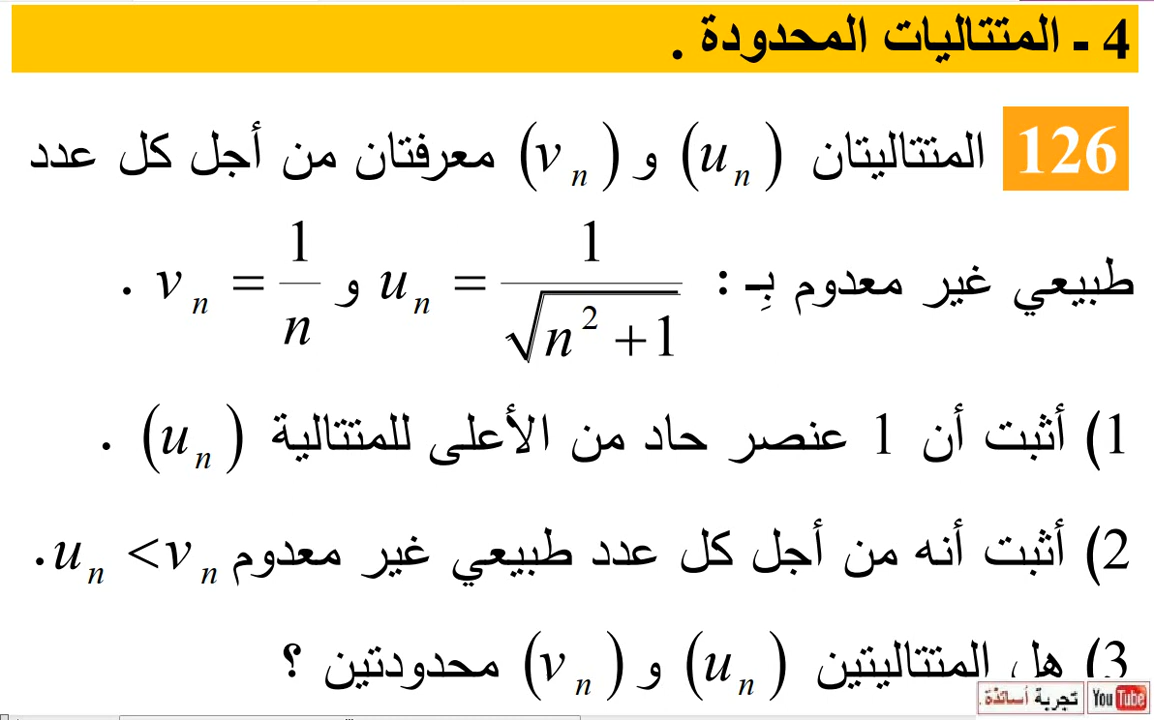 4 ـ المتتاليات المحدودة .
126 المتتاليتان (u_n) و (v_n) معرفتان من أجل كل عدد
طبيعي غير معدوم بِـ : u_n = 1/√(n²+1) و v_n = 1/n .
1) أثبت أن 1 عنصر حاد من الأعلى للمتتالية (u_n) .
2) أثبت أنه من أجل كل عدد طبيعي غير معدوم u_n < v_n .
3) هل المتتاليتين (u_n) و (v_n) محدودتين ؟
تجربة أساتذة. YouTube